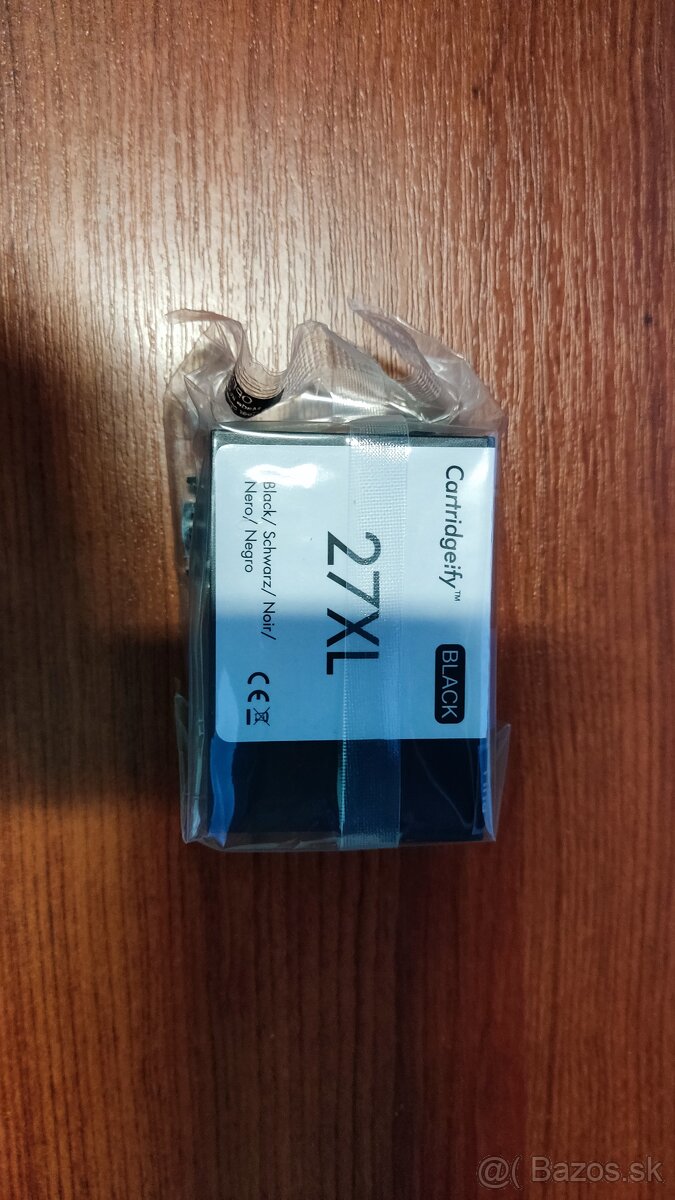 Cartridgeify™
BLACK
27XL
Black/ Schwarz/ Noir/
Nero/ Negro
CE
@( Bazos.sk